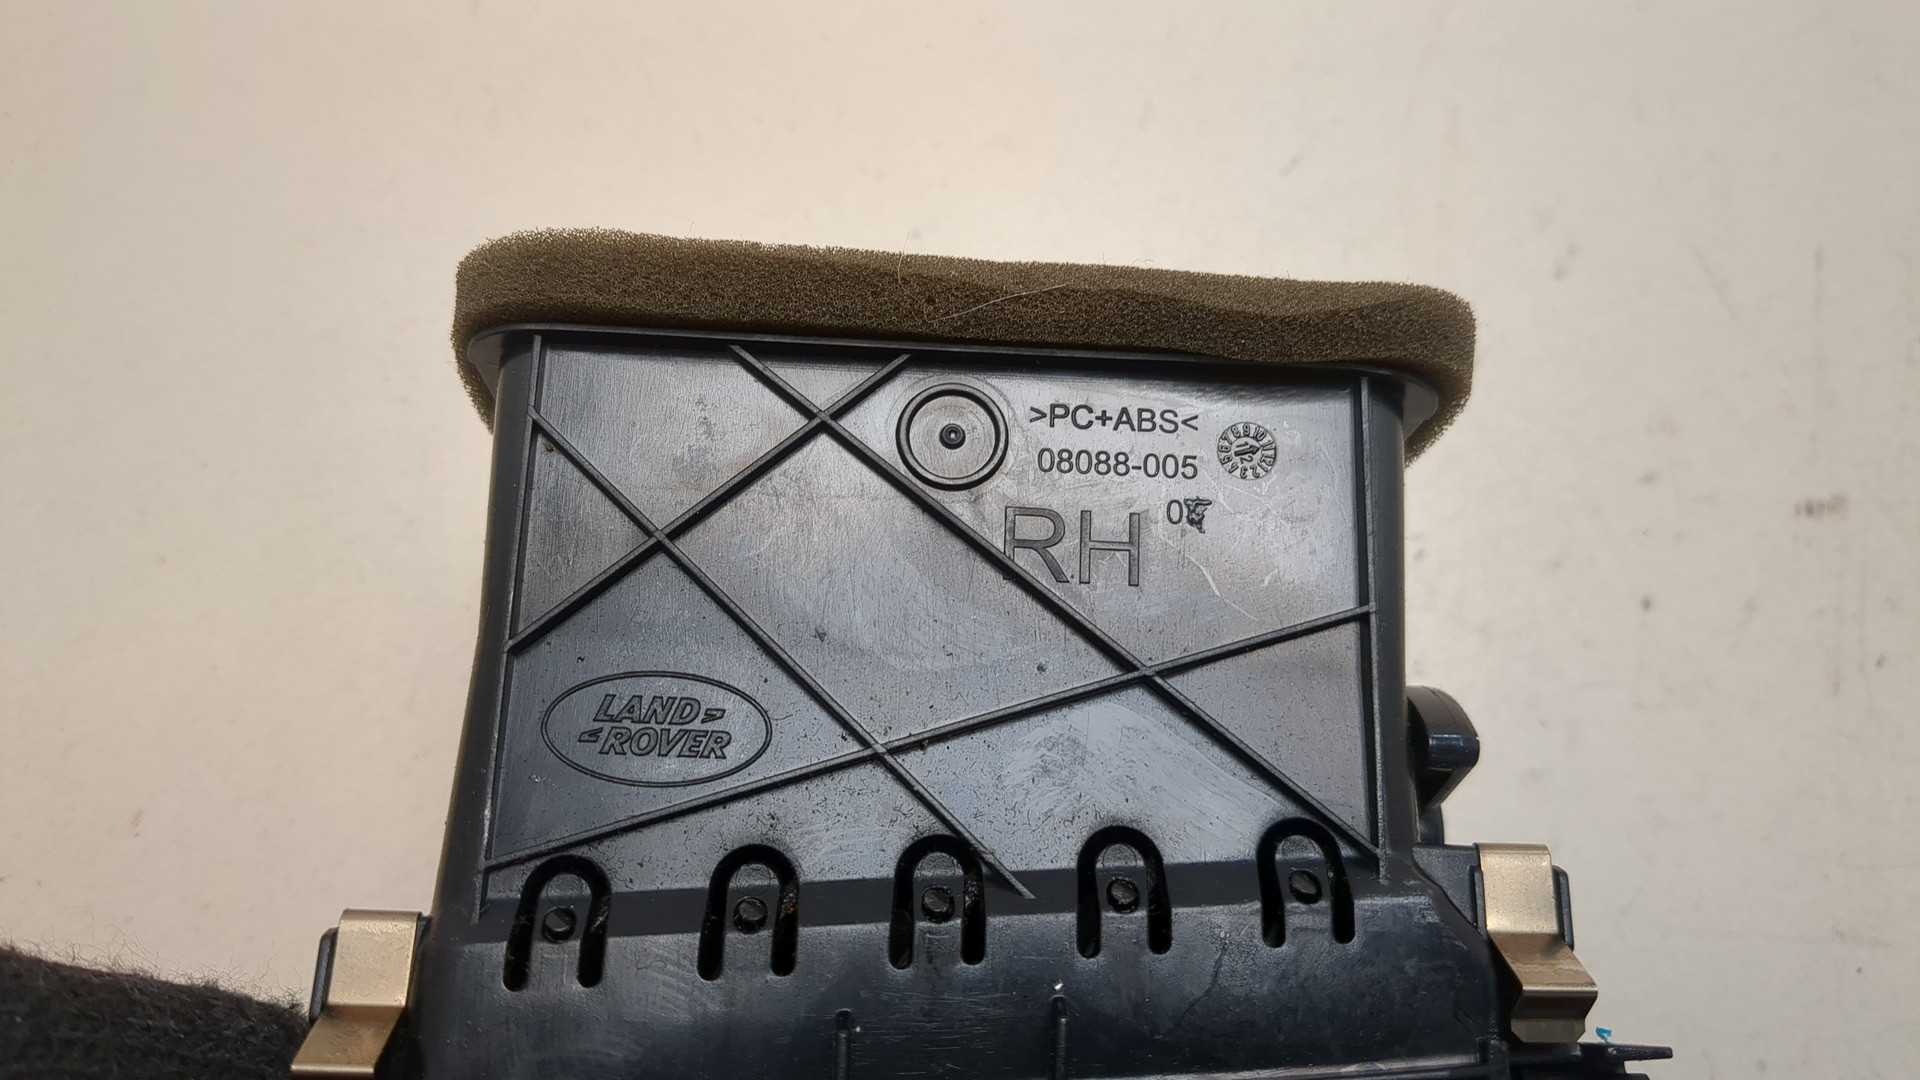 >PC+ABS<
08088-005
RH
LAND
ROVER